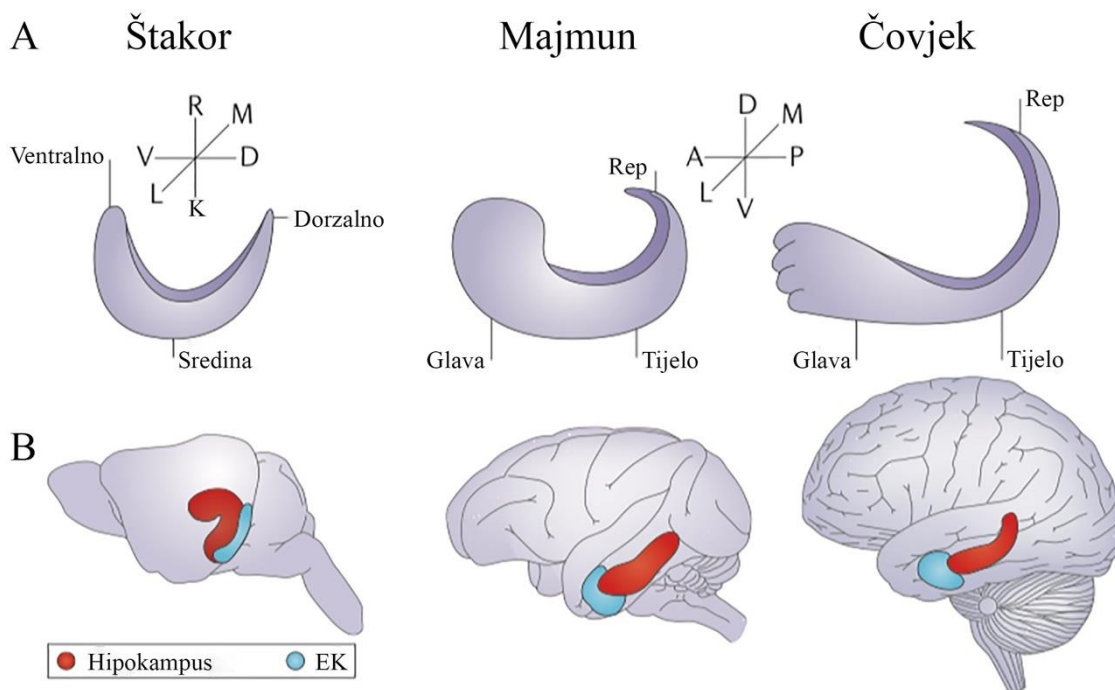 A
Štakor
Majmun
Čovjek
R
M
V
D
L
K
Ventralno
Dorzalno
Sredina
D
M
A
P
L
V
Rep
Glava
Tijelo
Rep
Glava
Tijelo
B
Hipokampus
EK